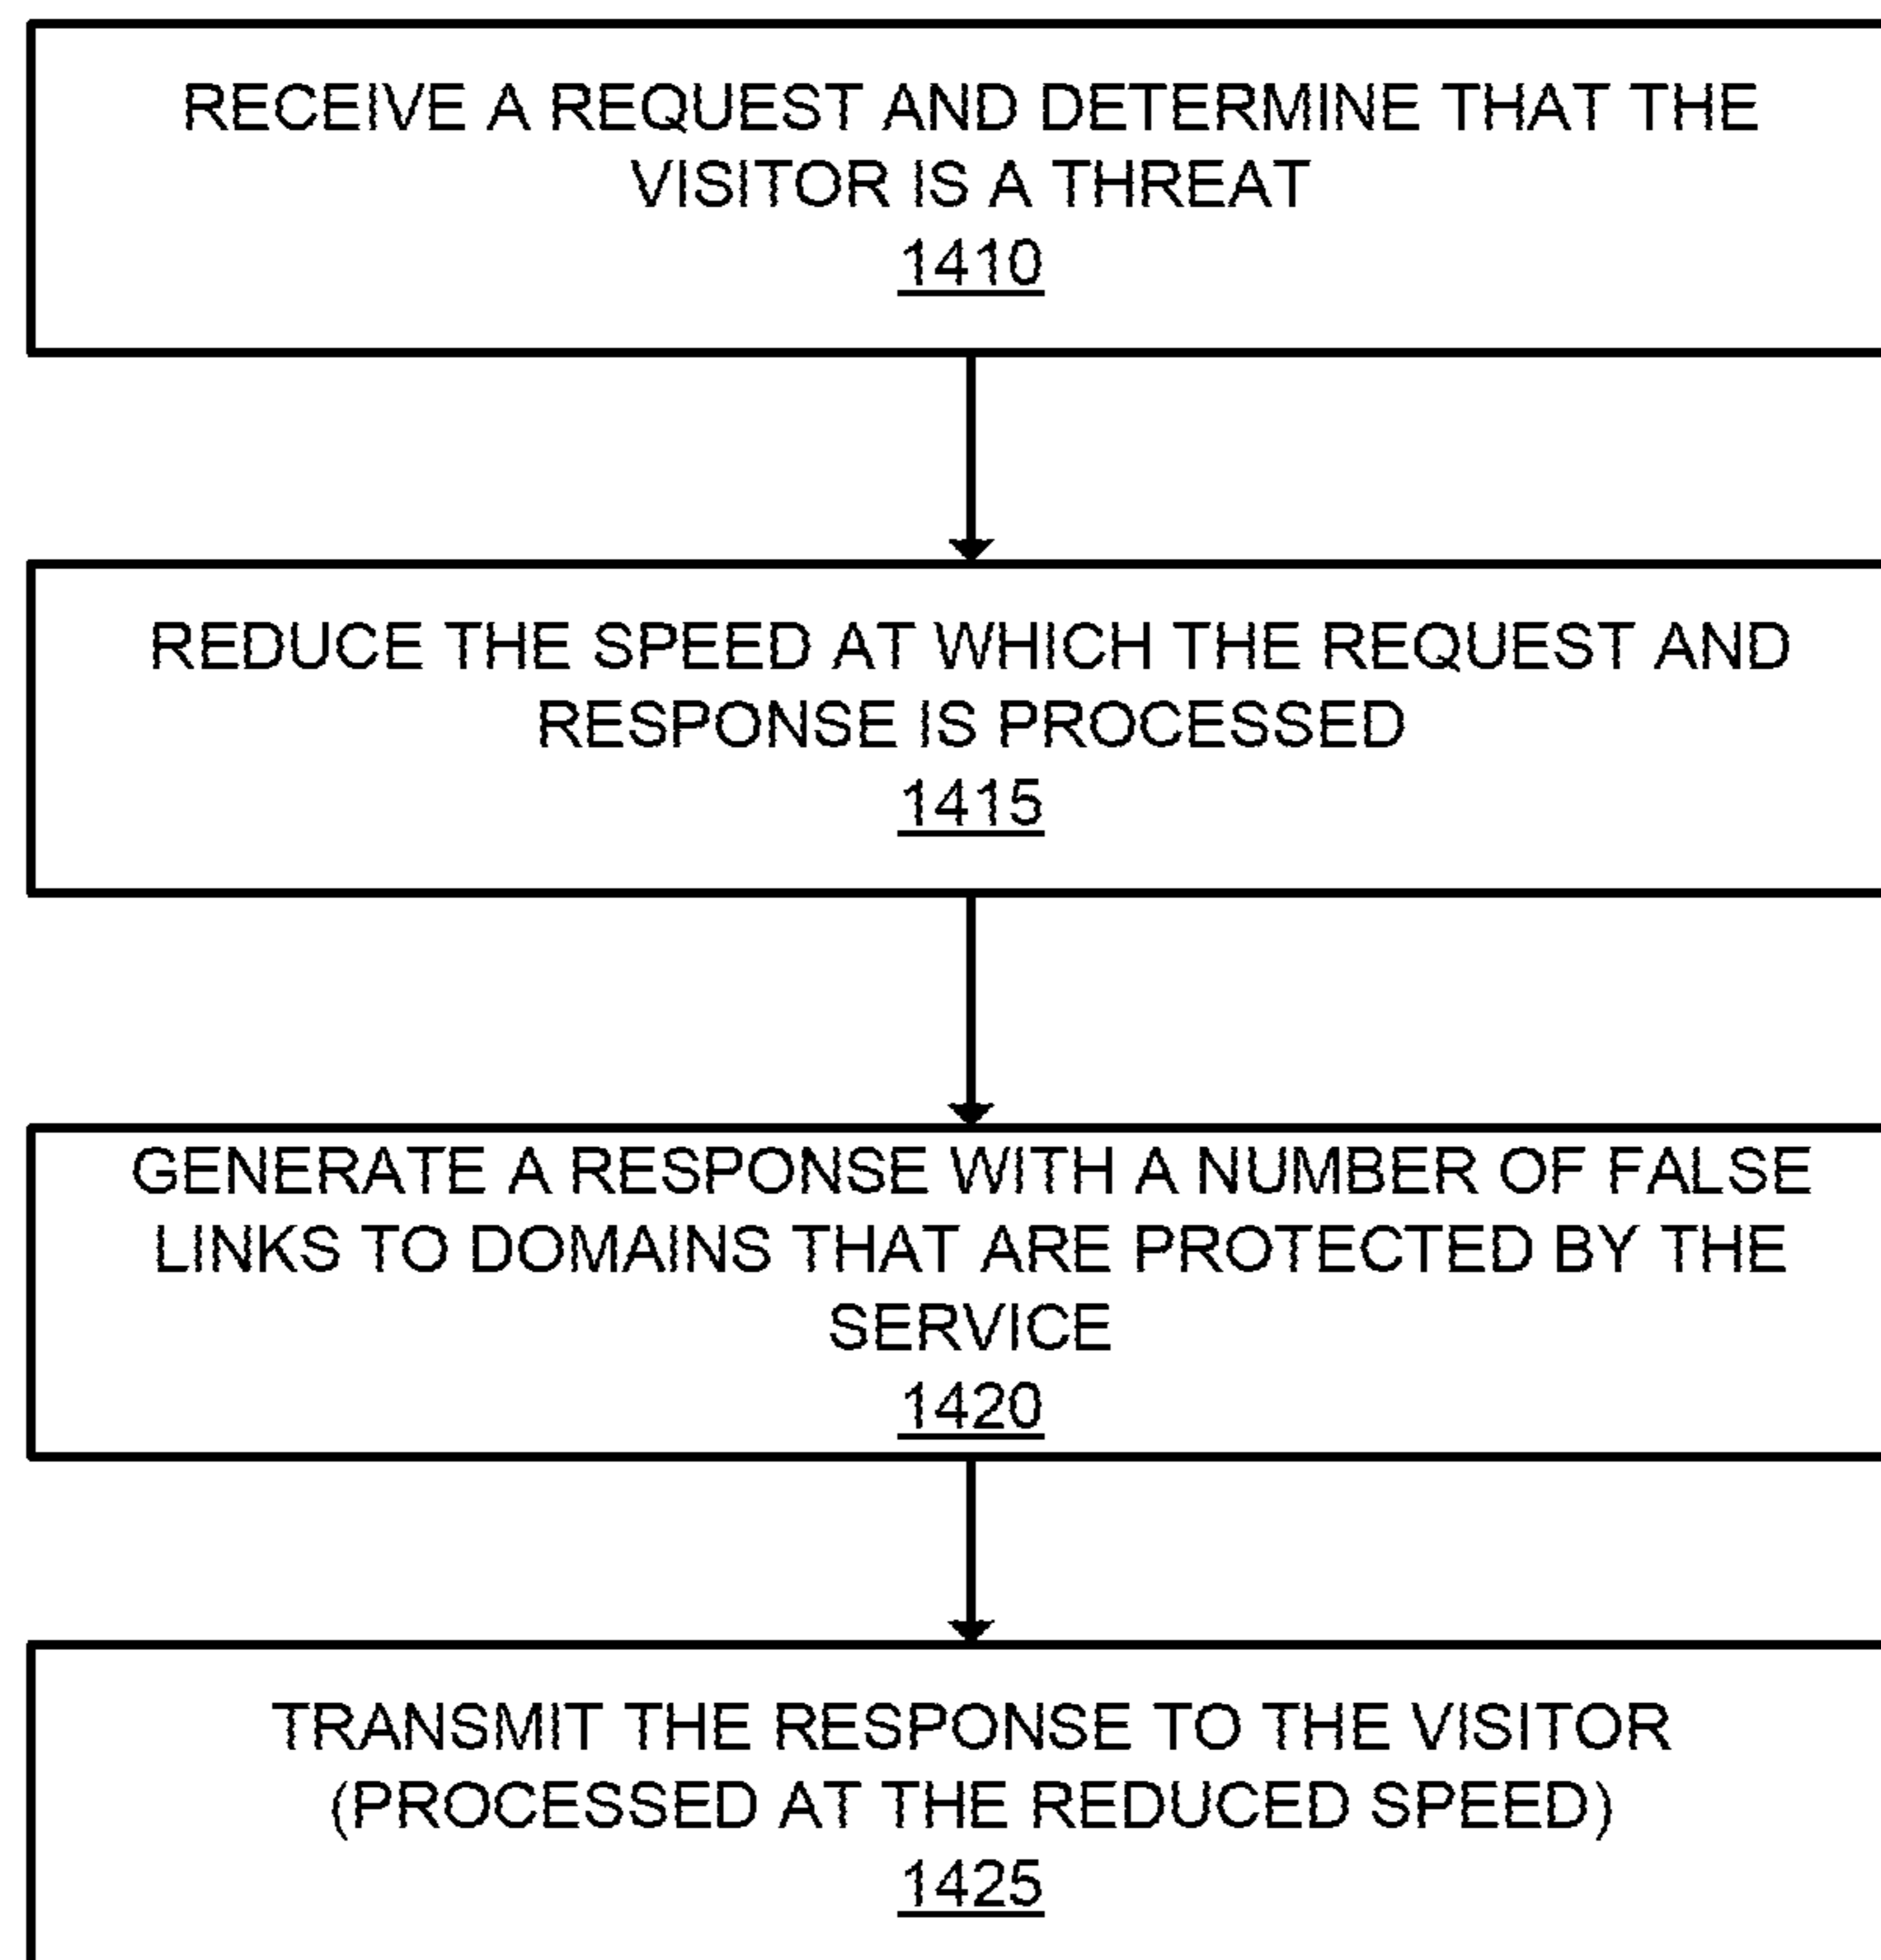 RECEIVE A REQUEST AND DETERMINE THAT THE
VISITOR IS A THREAT
1410
REDUCE THE SPEED AT WHICH THE REQUEST AND
RESPONSE IS PROCESSED
1415
GENERATE A RESPONSE WITH A NUMBER OF FALSE
LINKS TO DOMAINS THAT ARE PROTECTED BY THE
SERVICE
1420
TRANSMIT THE RESPONSE TO THE VISITOR
(PROCESSED AT THE REDUCED SPEED)
1425